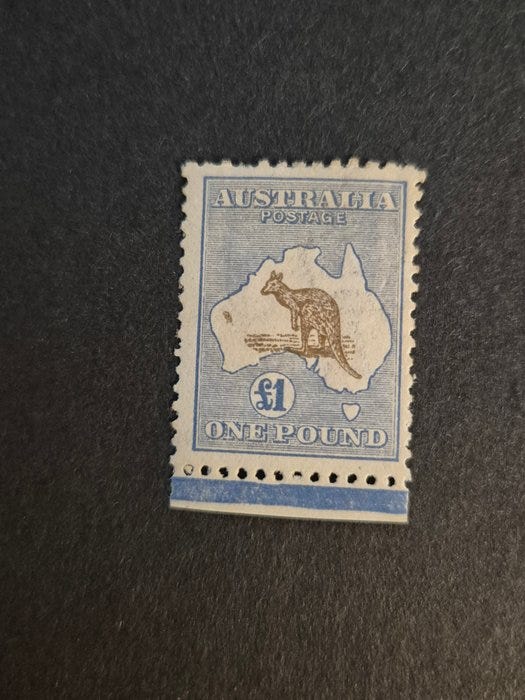 AUSTRALIA
POSTAGE
£1
ONE POUND